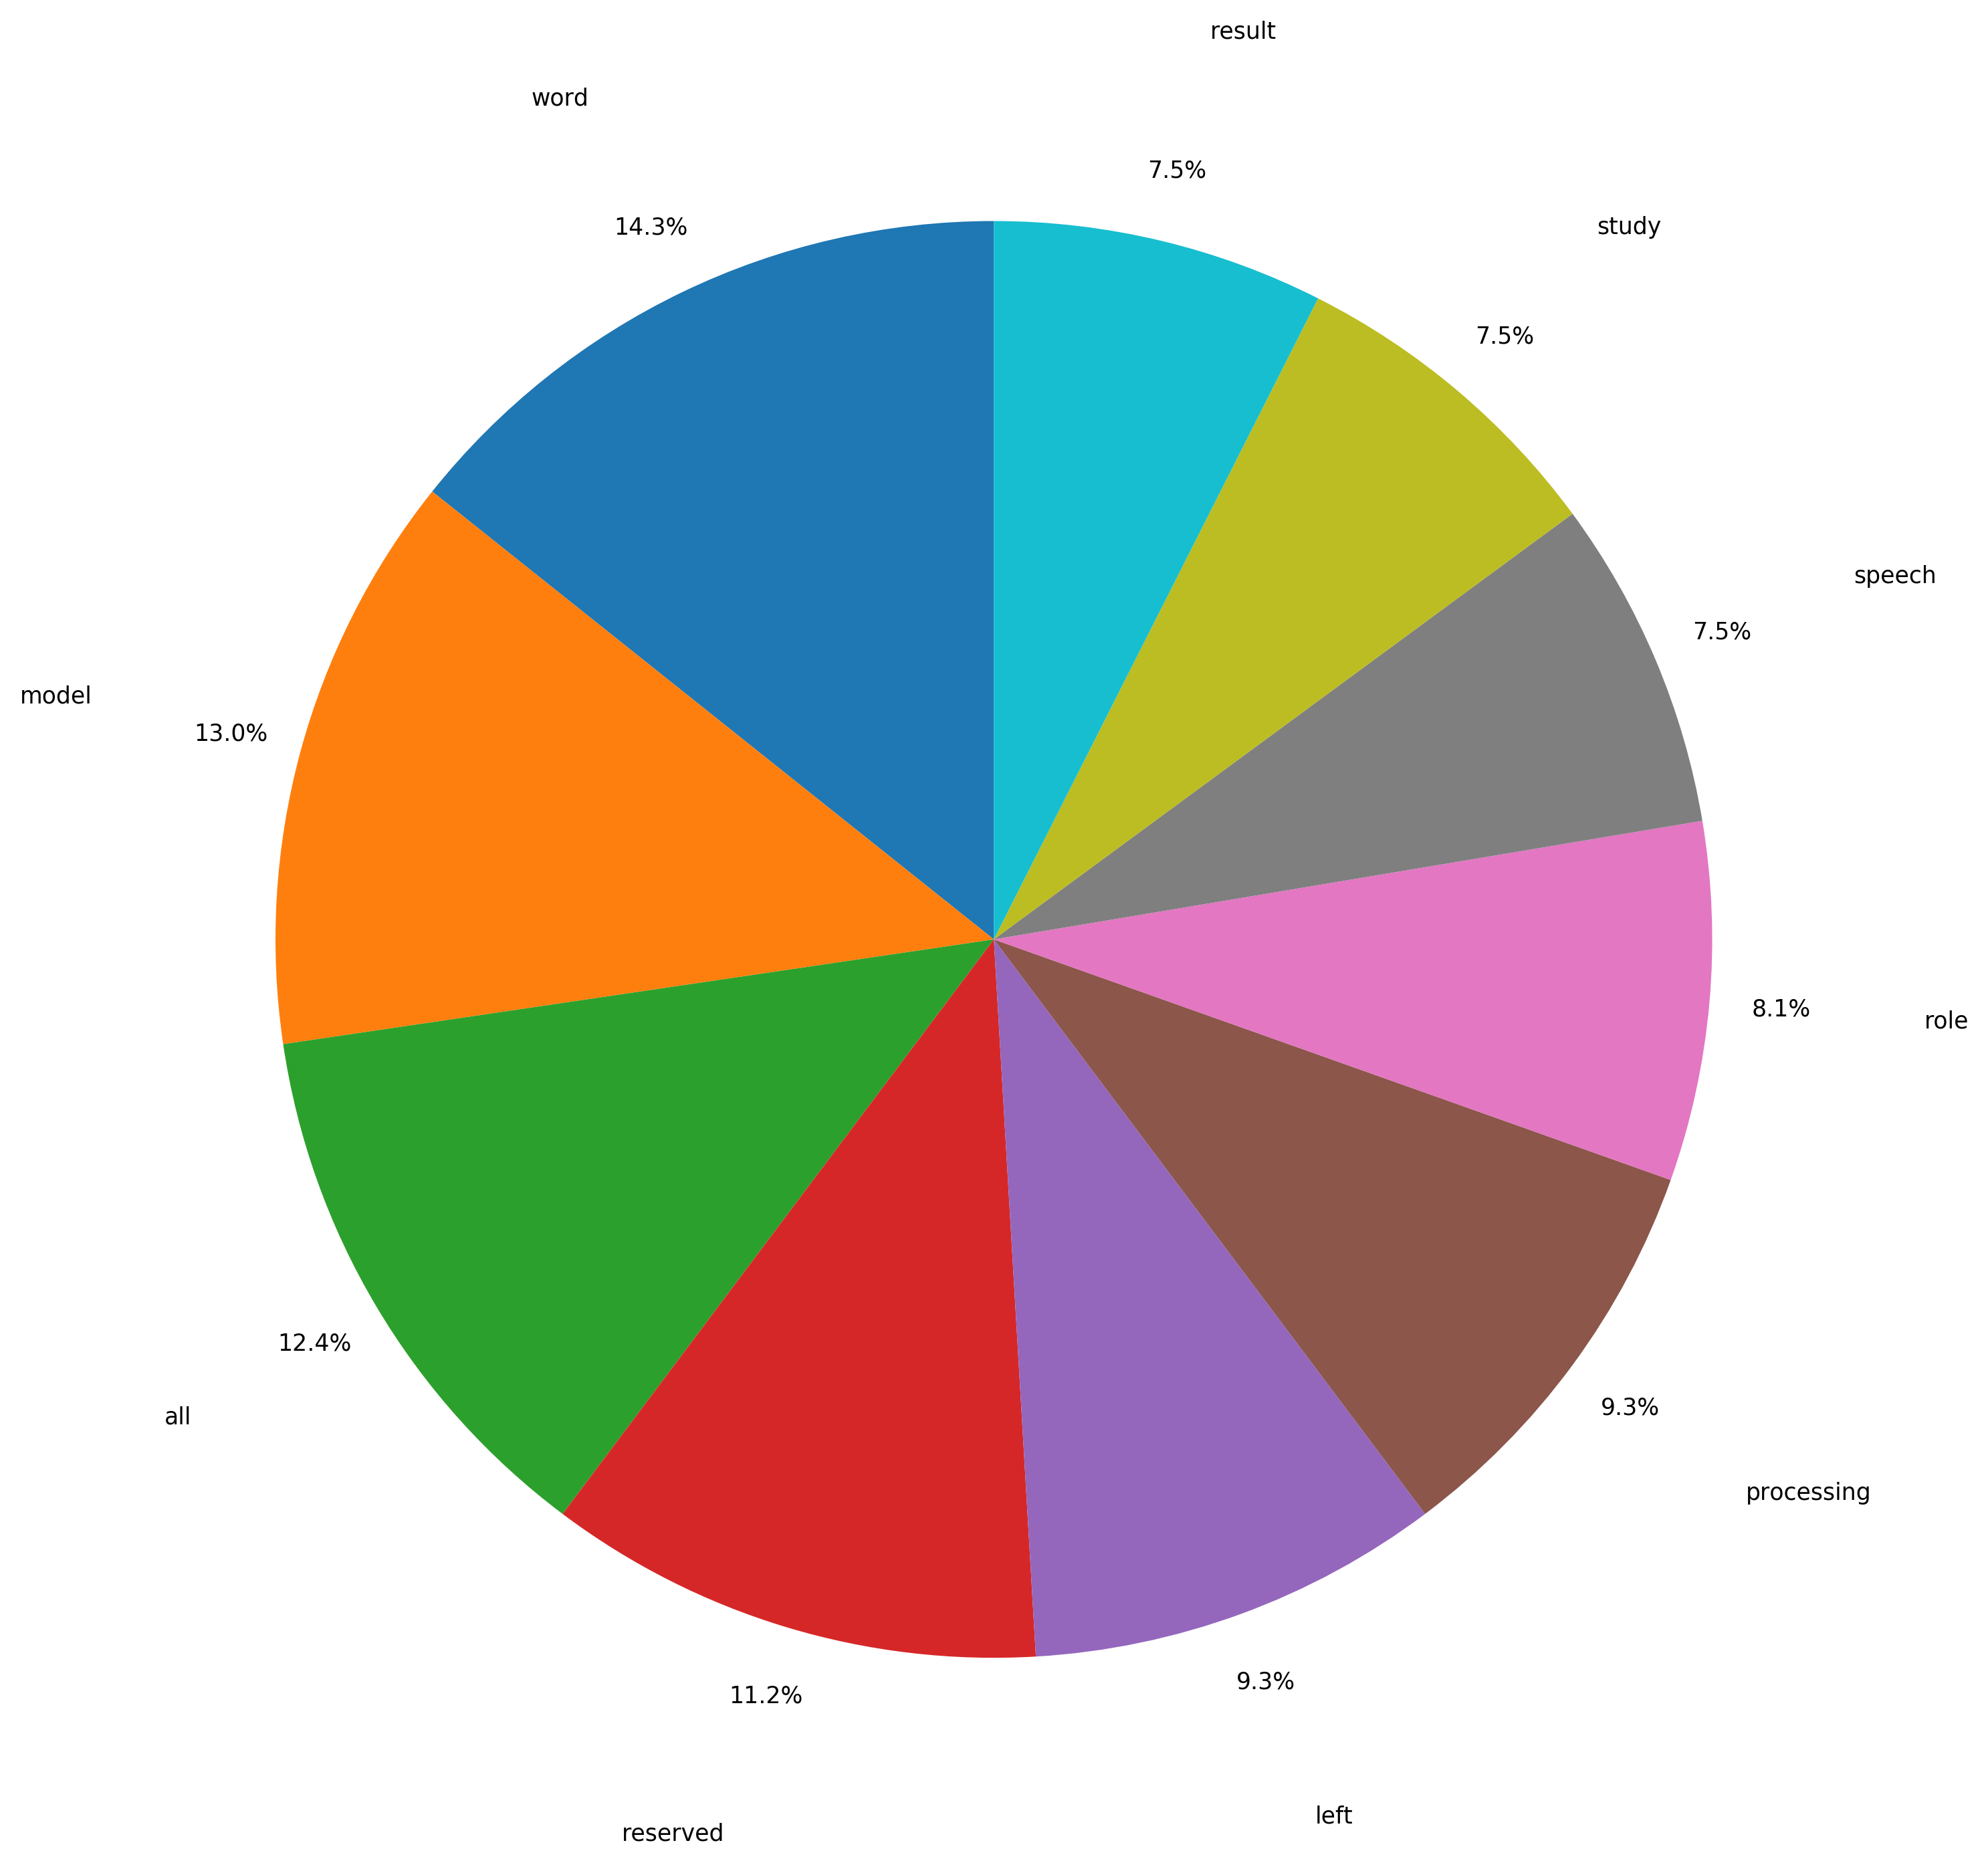 result
word
7.5%
14.3%
study
7.5%
speech
7.5%
model
13.0%
8.1%
role
12.4%
all
9.3%
processing
9.3%
11.2%
left
reserved